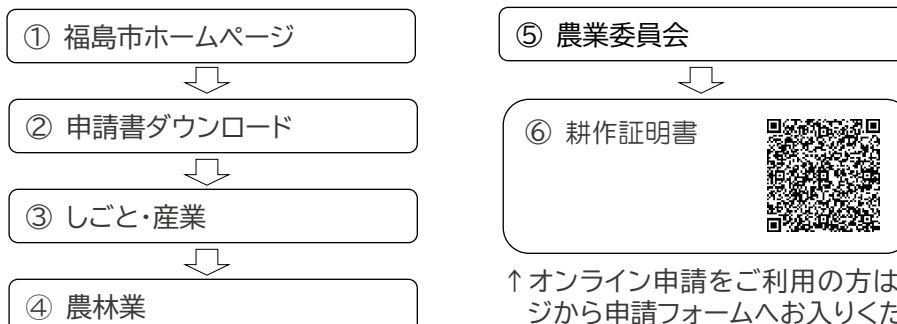 ① 福島市ホームページ
② 申請書ダウンロード
③ しごと・産業
④ 農林業
⑤ 農業委員会
⑥ 耕作証明書
↑オンライン申請をご利用の方は
ジから申請フォームへお入りくだ